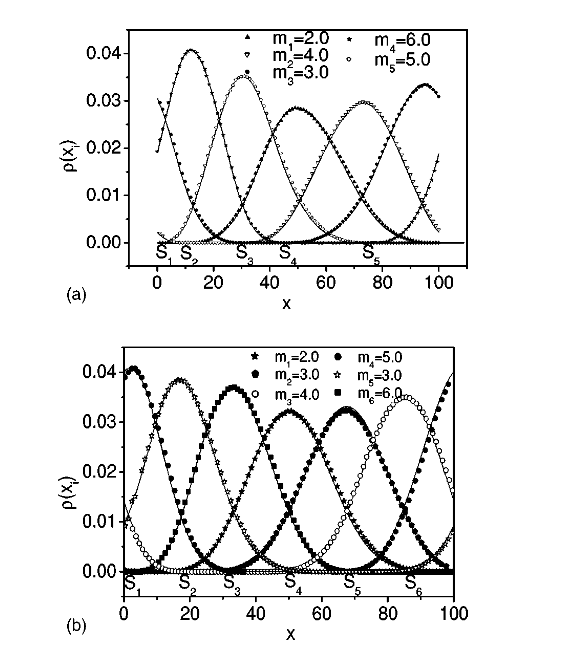 m1=2.0 m4=6.0
m2=4.0 m5=5.0
m3=3.0
0.04
0.03
0.02
0.01
0.00
ρ(xi)
S1 S2 S3 S4 S5
0 20 40 60 80 100
x
(a)
m1=2.0 m4=5.0
m2=3.0 m5=3.0
m3=4.0 m6=6.0
0.04
0.03
0.02
0.01
0.00
ρ(xi)
S1 S2 S3 S4 S5 S6
0 20 40 60 80 100
x
(b)